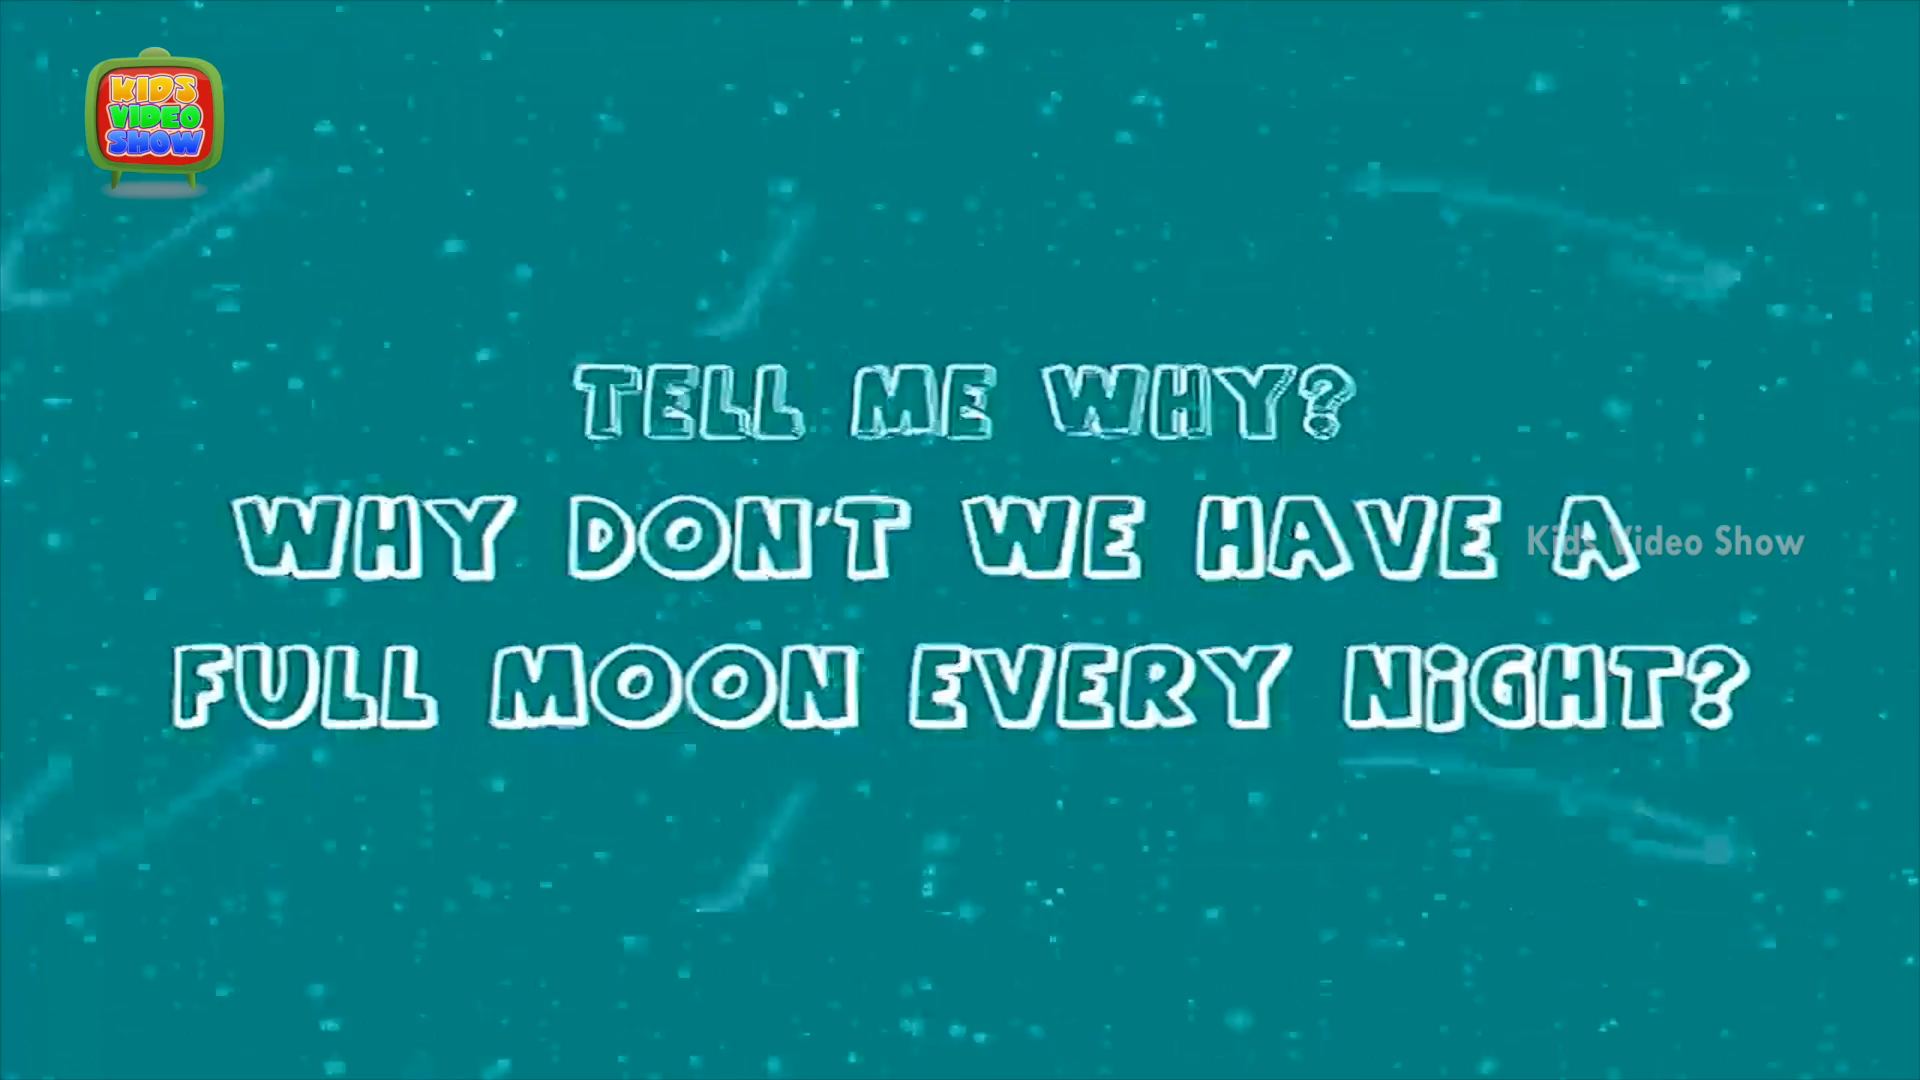 KIDS
VIDEO
SHOW
TELL ME WHY?
WHY DON'T WE HAVE A
Kids Video Show
FULL MOON EVERY NiGHT?